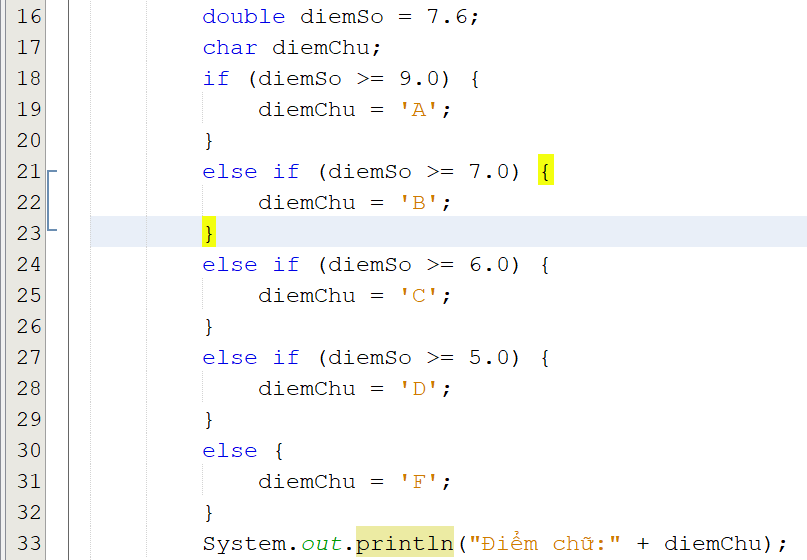 16 double diemSo = 7.6;
17 char diemChu;
18 if (diemSo >= 9.0) {
19 diemChu = 'A';
20 }
21 else if (diemSo >= 7.0) {
22 diemChu = 'B';
23 }
24 else if (diemSo >= 6.0) {
25 diemChu = 'C';
26 }
27 else if (diemSo >= 5.0) {
28 diemChu = 'D';
29 }
30 else {
31 diemChu = 'F';
32 }
33 System.out.println("Điểm chữ:" + diemChu);